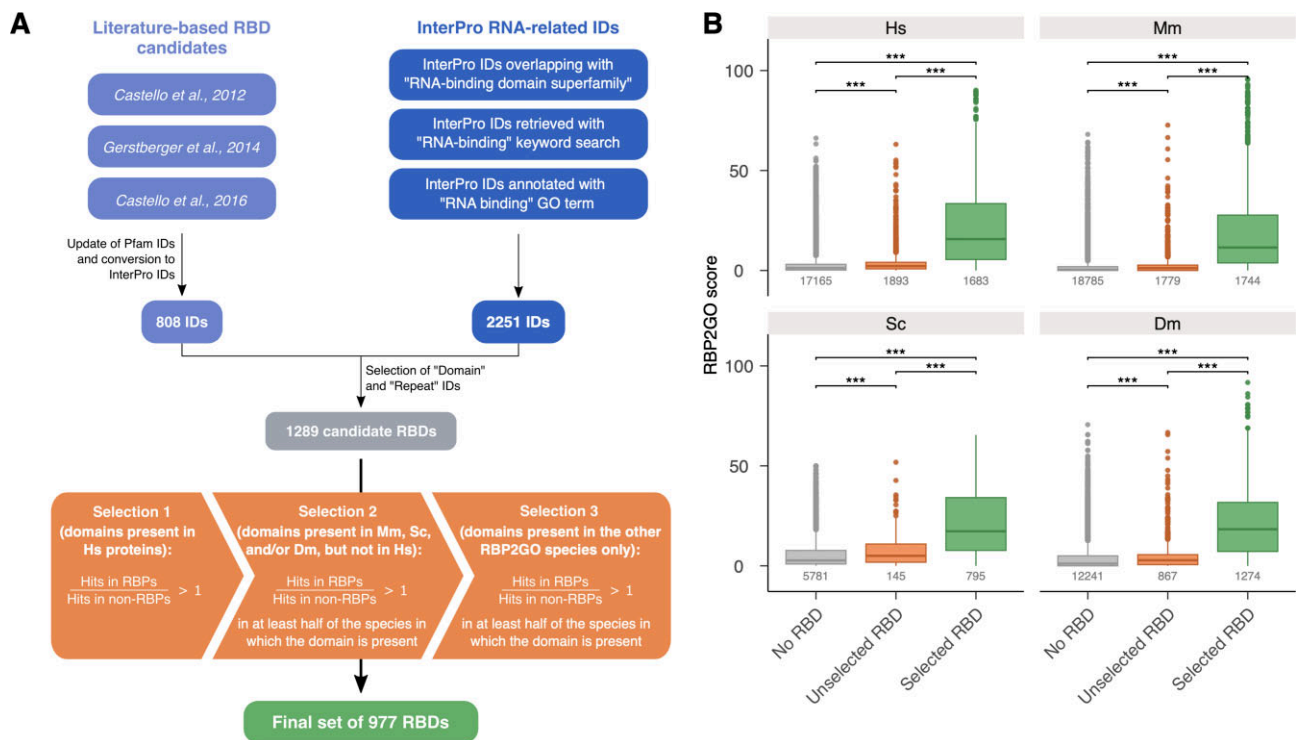 A
Literature-based RBD
candidates
Castello et al., 2012
Gerstberger et al., 2014
Castello et al., 2016
Update of Pfam IDs
and conversion to
InterPro IDs
808 IDs
InterPro RNA-related IDs
InterPro IDs overlapping with
"RNA-binding domain superfamily"
InterPro IDs retrieved with
"RNA-binding" keyword search
InterPro IDs annotated with
"RNA binding" GO term
2251 IDs
Selection of "Domain"
and "Repeat" IDs
1289 candidate RBDs
Selection 1
(domains present in
Hs proteins):
Hits in RBPs
Hits in non-RBPs > 1
Selection 2
(domains present in Mm, Sc,
and/or Dm, but not in Hs):
Hits in RBPs
Hits in non-RBPs > 1
in at least half of the species in
which the domain is present
Selection 3
(domains present in the other
RBP2GO species only):
Hits in RBPs
Hits in non-RBPs > 1
in at least half of the species in
which the domain is present
Final set of 977 RBDs
B
RBP2GO score
Hs
100
50
0
***
***
***
17165
1893
1683
Mm
***
***
***
18785
1779
1744
Sc
100
50
0
***
***
***
5781
145
795
Dm
***
***
***
12241
867
1274
No RBD
Unselected RBD
Selected RBD
No RBD
Unselected RBD
Selected RBD